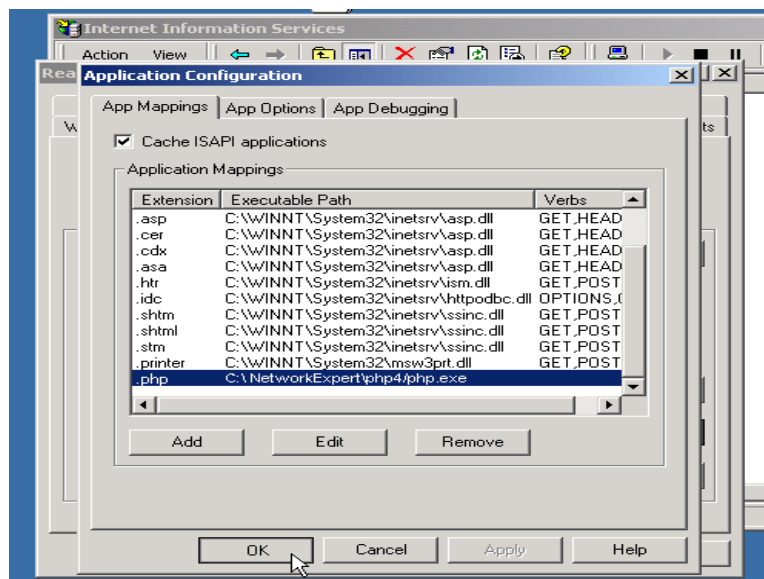 Internet Information Services
Action View
Rea
Application Configuration
App Mappings App Options App Debugging
W
ts
Cache ISAPI applications
Application Mappings
Extension Executable Path Verbs
.asp C:\WINNT\System32\inetsrv\asp.dll GET,HEAD
.cer C:\WINNT\System32\inetsrv\asp.dll GET,HEAD
.cdx C:\WINNT\System32\inetsrv\asp.dll GET,HEAD
.asa C:\WINNT\System32\inetsrv\asp.dll GET,HEAD
.htr C:\WINNT\System32\inetsrv\ism.dll GET,POST
.idc C:\WINNT\System32\inetsrv\httpodbc.dll OPTIONS,
.shtm C:\WINNT\System32\inetsrv\ssinc.dll GET,POST
.shtml C:\WINNT\System32\inetsrv\ssinc.dll GET,POST
.stm C:\WINNT\System32\inetsrv\ssinc.dll GET,POST
.printer C:\WINNT\System32\msw3prt.dll GET,POST
.php C:\ NetworkExpert\php4/php.exe
Add Edit Remove
OK Cancel Apply Help